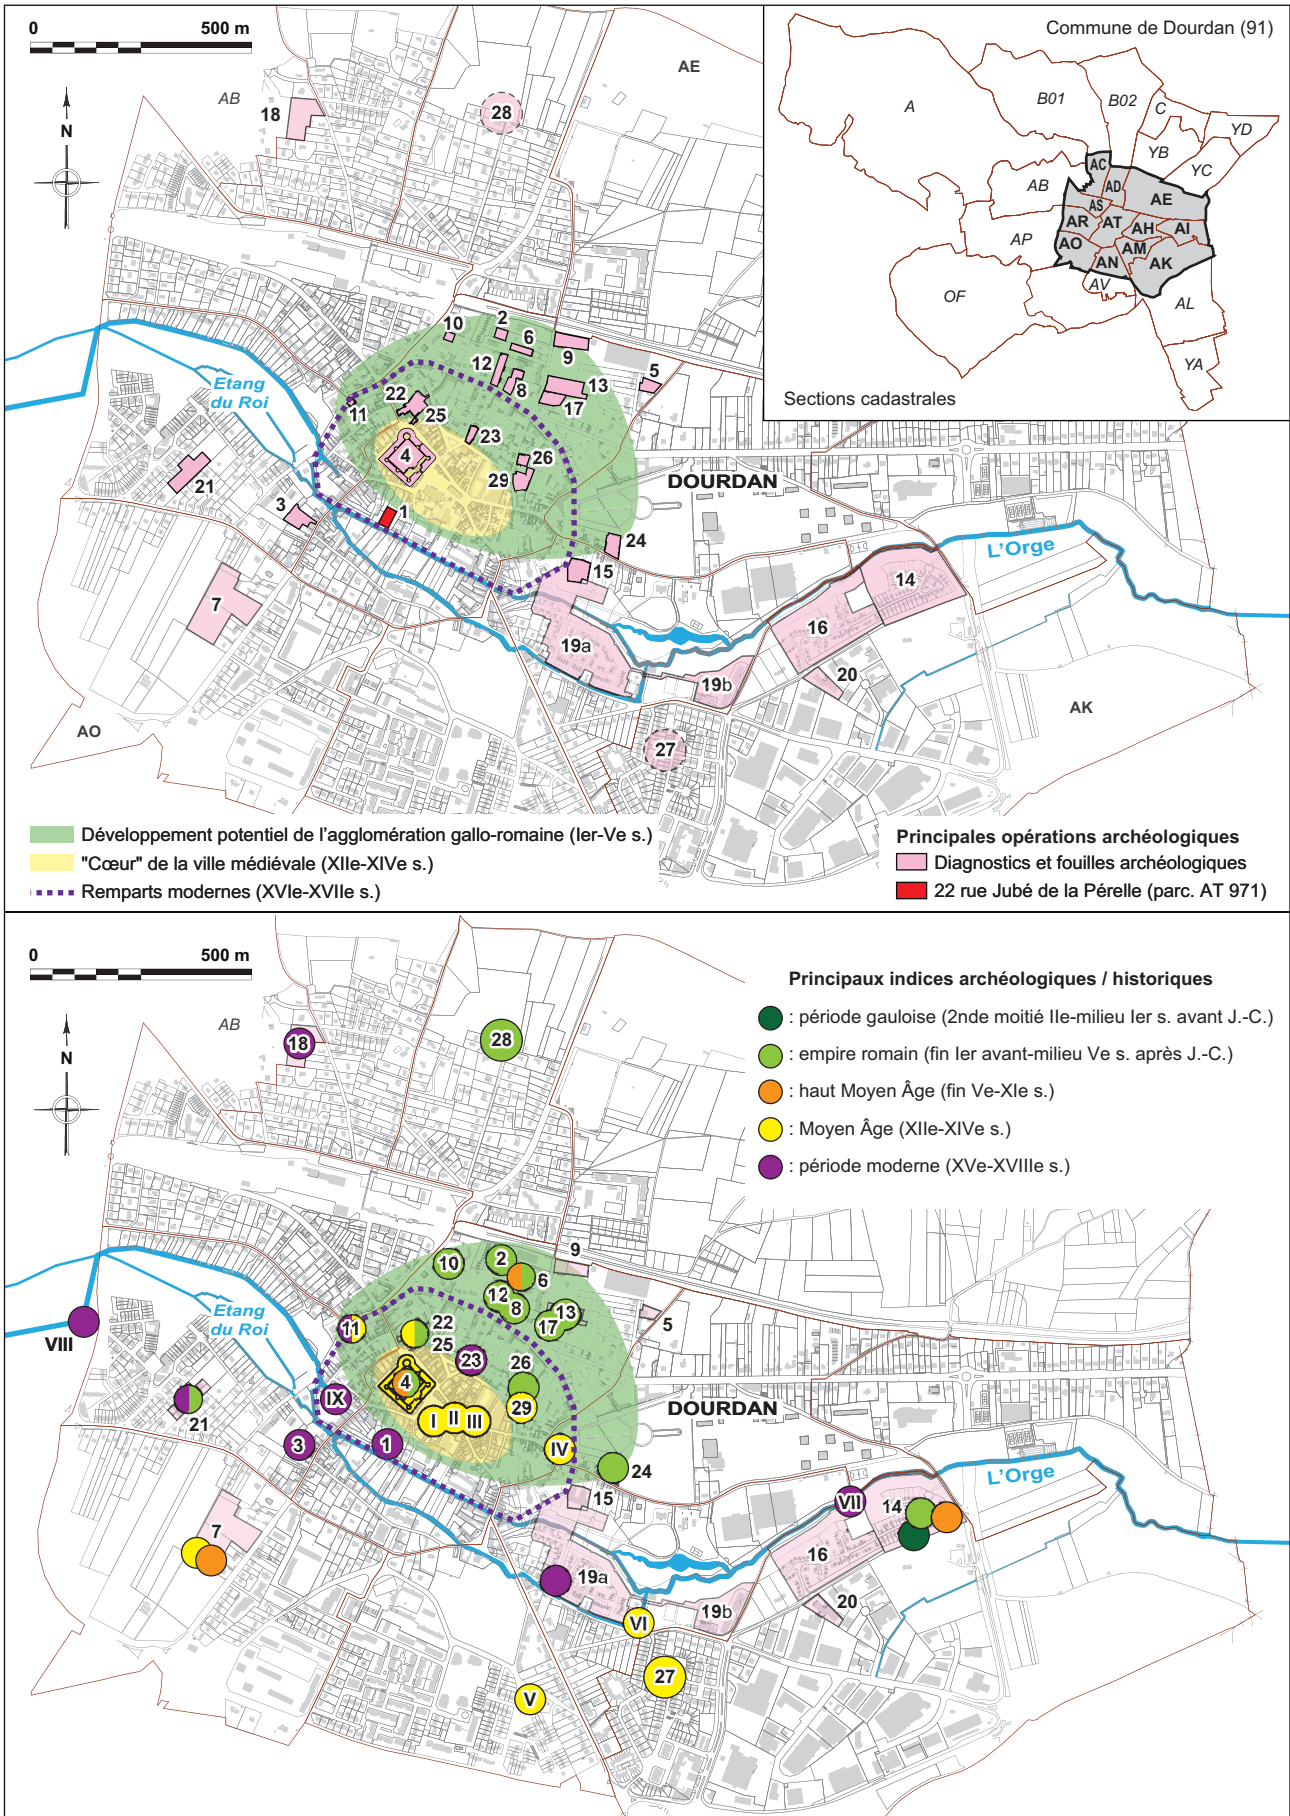 0 500 m
N
AB
AE
18
28
Commune de Dourdan (91)
A
B01
B02
C
YD
YB
YC
AC
AB
AD
AE
AS
AR
AT
AH
AI
AP
AO
AM
AN
AK
AV
OF
AL
YA
Sections cadastrales
10
2
6
9
12
8
13
5
17
Etang
du Roi
22
11
25
23
4
26
29
DOURDAN
21
3
1
24
L'Orge
15
14
7
16
19a
20
19b
AO
AK
27
Développement potentiel de l'agglomération gallo-romaine (Ier-Ve s.)
"Cœur" de la ville médiévale (XIIe-XIVe s.)
Remparts modernes (XVIe-XVIIe s.)
Principales opérations archéologiques
Diagnostics et fouilles archéologiques
22 rue Jubé de la Pérelle (parc. AT 971)
0 500 m
N
AB
18
28
Principaux indices archéologiques / historiques
: période gauloise (2nde moitié IIe-milieu Ier s. avant J.-C.)
: empire romain (fin Ier avant-milieu Ve s. après J.-C.)
: haut Moyen Âge (fin Ve-XIe s.)
: Moyen Âge (XIIe-XIVe s.)
: période moderne (XVe-XVIIIe s.)
9
10
2
6
12
8
13
17
5
Etang
du Roi
VIII
11
22
25
23
26
4
IX
29
21
I
II
III
DOURDAN
3
1
IV
24
L'Orge
15
VII
14
7
16
19a
20
19b
VI
27
V